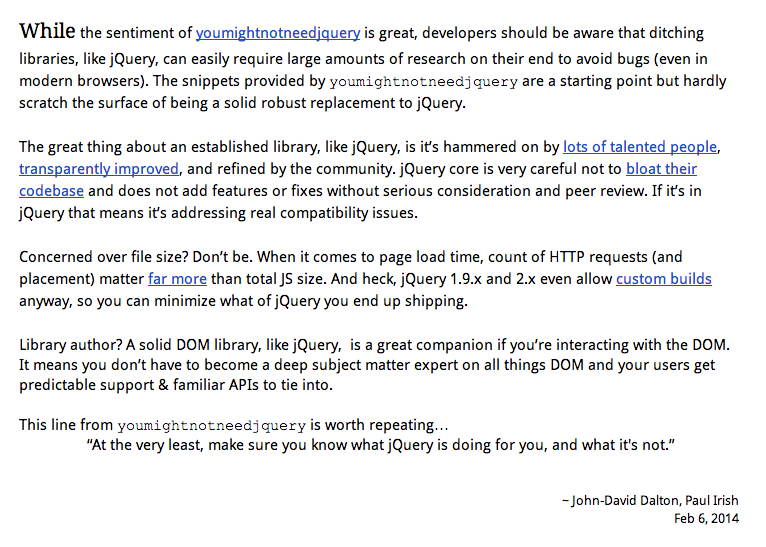 While the sentiment of youmightnotneedjquery is great, developers should be aware that ditching
libraries, like jQuery, can easily require large amounts of research on their end to avoid bugs (even in
modern browsers). The snippets provided by youmightnotneedjquery are a starting point but hardly
scratch the surface of being a solid robust replacement to jQuery.
The great thing about an established library, like jQuery, is it’s hammered on by lots of talented people,
transparently improved, and refined by the community. jQuery core is very careful not to bloat their
codebase and does not add features or fixes without serious consideration and peer review. If it’s in
jQuery that means it’s addressing real compatibility issues.
Concerned over file size? Don’t be. When it comes to page load time, count of HTTP requests (and
placement) matter far more than total JS size. And heck, jQuery 1.9.x and 2.x even allow custom builds
anyway, so you can minimize what of jQuery you end up shipping.
Library author? A solid DOM library, like jQuery,  is a great companion if you’re interacting with the DOM.
It means you don’t have to become a deep subject matter expert on all things DOM and your users get
predictable support & familiar APIs to tie into.
This line from youmightnotneedjquery is worth repeating…
“At the very least, make sure you know what jQuery is doing for you, and what it's not.”
~ John-David Dalton, Paul Irish
Feb 6, 2014